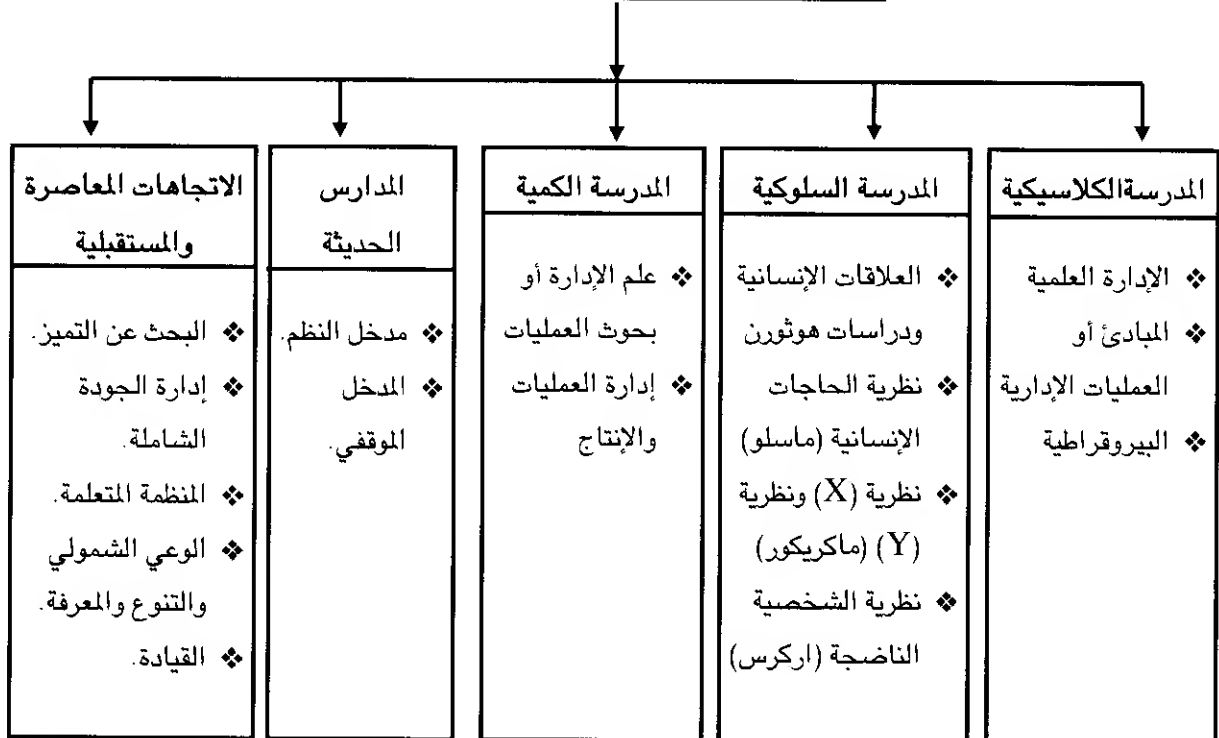 المدرسةالكلاسيكية
❖ الإدارة العلمية
❖ المبادئ أو
العمليات الإدارية
❖ البيروقراطية
المدرسة السلوكية
❖ العلاقات الإنسانية
ودراسات هوثورن
❖ نظرية الحاجات
الإنسانية (ماسلو)
❖ نظرية (X) ونظرية
(Y) (ماكريكور)
❖ نظرية الشخصية
الناضجة (اركرس)
المدرسة الكمية
❖ علم الإدارة أو
بحوث العمليات
❖ إدارة العمليات
والإنتاج
المدارس
الحديثة
❖ مدخل النظم.
❖ المدخل
الموقفي.
الاتجاهات المعاصرة
والمستقبلية
❖ البحث عن التميز.
❖ إدارة الجودة
الشاملة.
❖ المنظمة المتعلمة.
❖ الوعي الشمولي
والتنوع والمعرفة.
❖ القيادة.